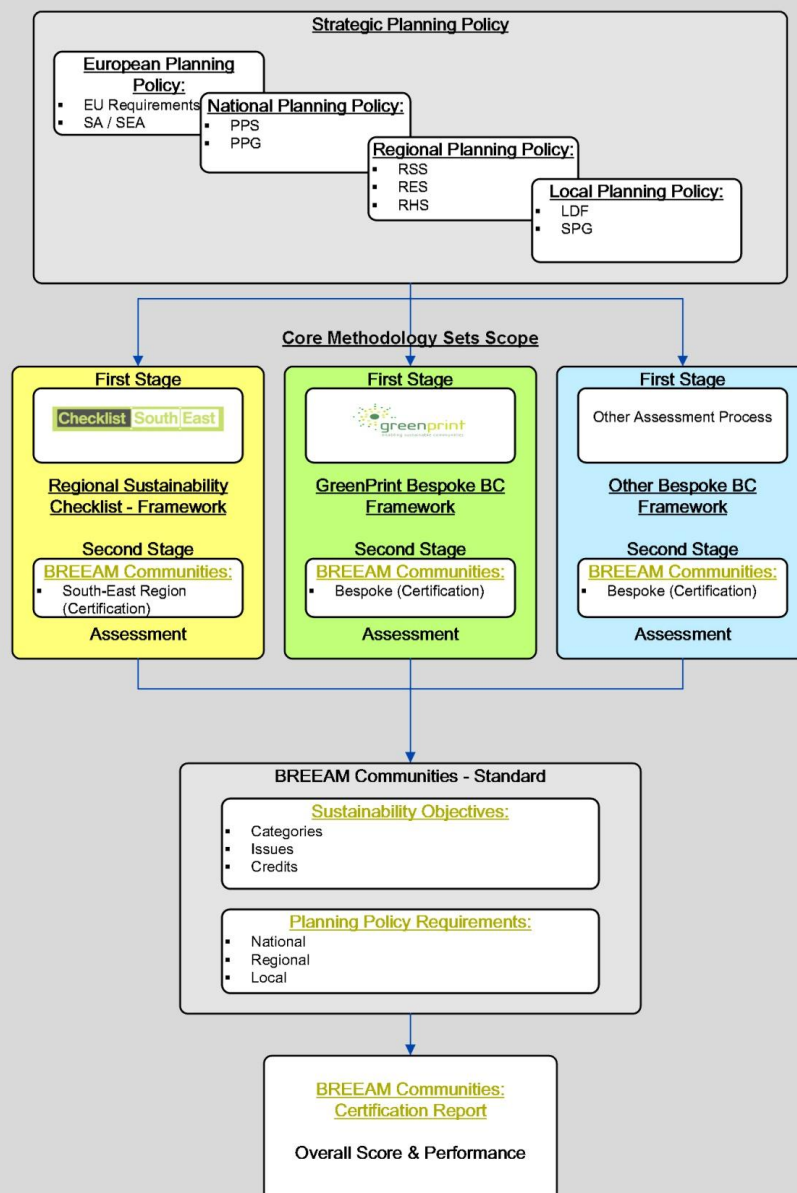 Strategic Planning Policy
European Planning
Policy:
▪ EU Requirements
▪ SA / SEA
National Planning Policy:
▪ PPS
▪ PPG
Regional Planning Policy:
▪ RSS
▪ RES
▪ RHS
Local Planning Policy:
▪ LDF
▪ SPG
Core Methodology Sets Scope
First Stage
Checklist South East
Regional Sustainability
Checklist - Framework
Second Stage
BREEAM Communities:
▪ South-East Region
(Certification)
Assessment
First Stage
greenprint
enabling sustainable communities
GreenPrint Bespoke BC
Framework
Second Stage
BREEAM Communities:
▪ Bespoke (Certification)
Assessment
First Stage
Other Assessment Process
Other Bespoke BC
Framework
Second Stage
BREEAM Communities:
▪ Bespoke (Certification)
Assessment
BREEAM Communities - Standard
Sustainability Objectives:
▪ Categories
▪ Issues
▪ Credits
Planning Policy Requirements:
▪ National
▪ Regional
▪ Local
BREEAM Communities:
Certification Report
Overall Score & Performance